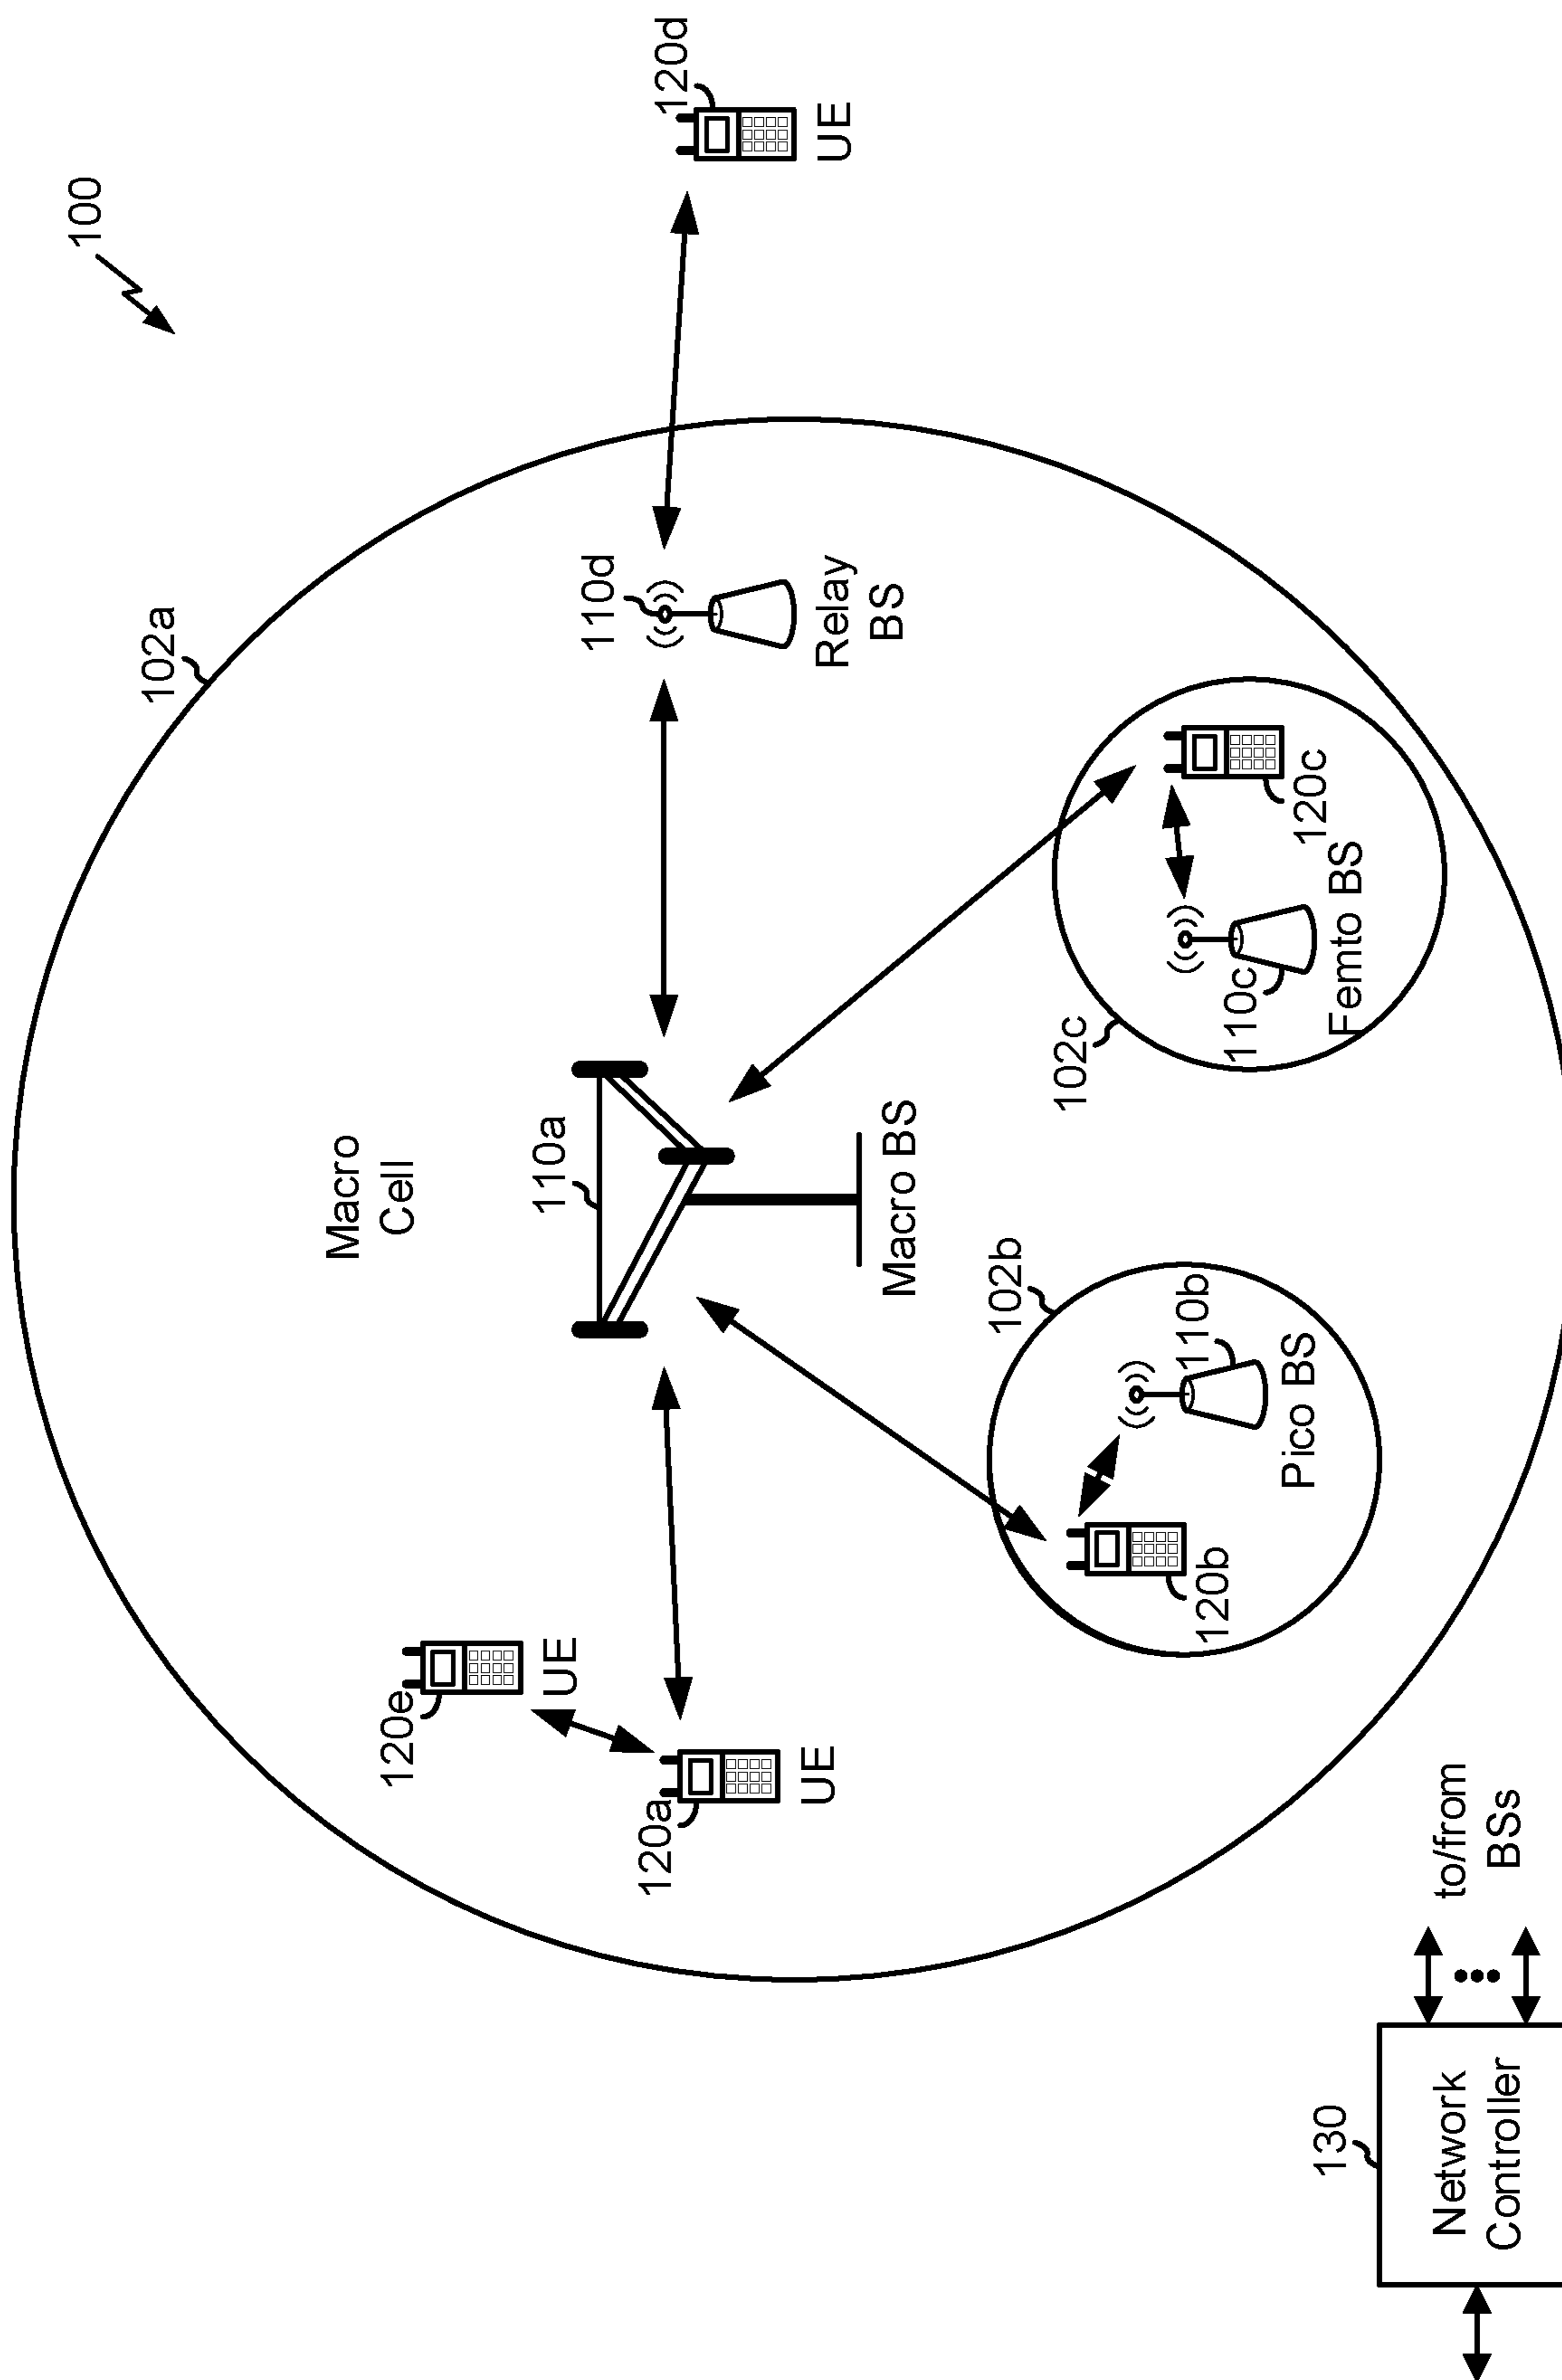 100
102a
Macro
Cell
110a
110d
Relay
BS
120d
UE
120e
UE
120a
UE
Macro BS
102b
110b
Pico BS
120b
102c
110c
Femto BS
120c
130
Network
Controller
to/from
BSs